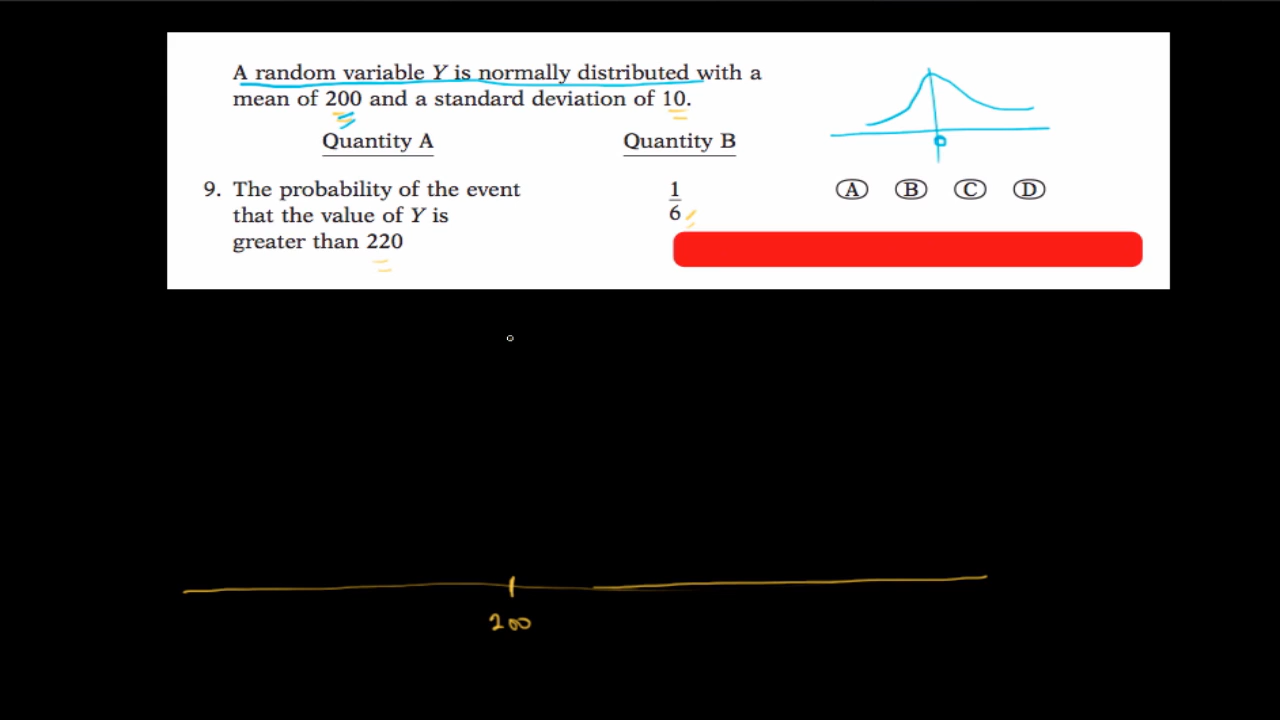 A random variable Y is normally distributed with a
mean of 200 and a standard deviation of 10.
Quantity A Quantity B
9. The probability of the event
that the value of Y is
greater than 220
1
6
A B C D
200